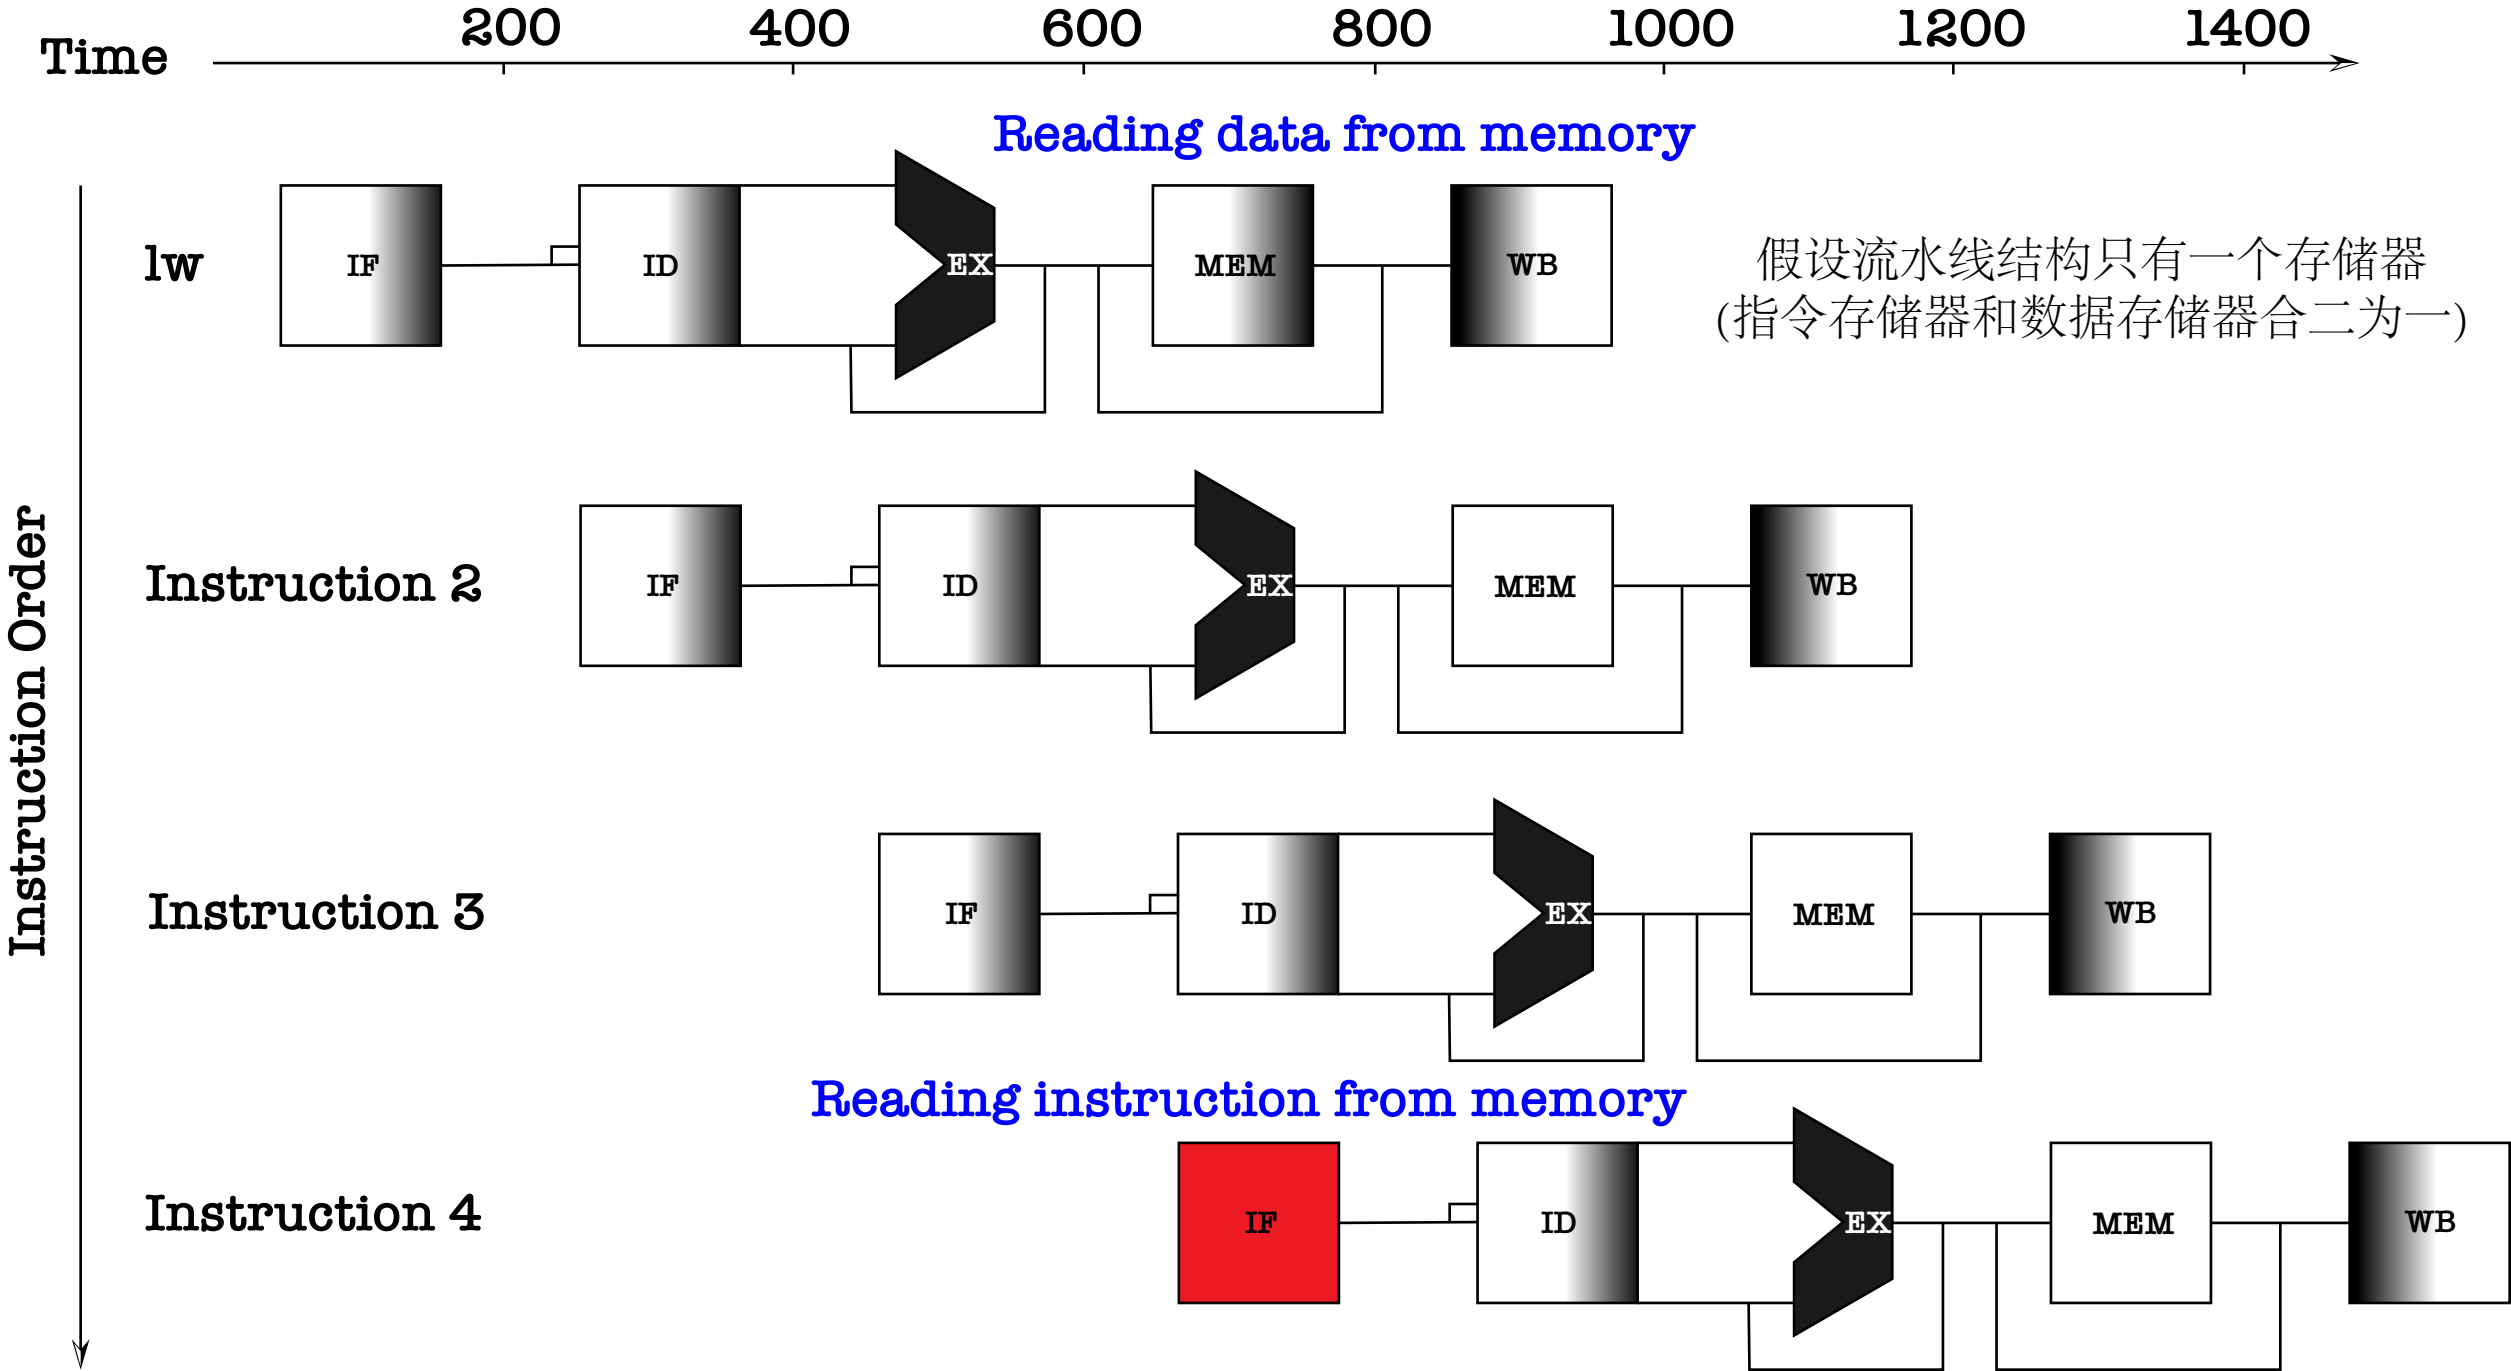 Time 200 400 600 800 1000 1200 1400
Reading data from memory
lw IF ID EX MEM WB
假设流水线结构只有一个存储器
(指令存储器和数据存储器合二为一)
Instruction Order
Instruction 2 IF ID EX MEM WB
Instruction 3 IF ID EX MEM WB
Reading instruction from memory
Instruction 4 IF ID EX MEM WB